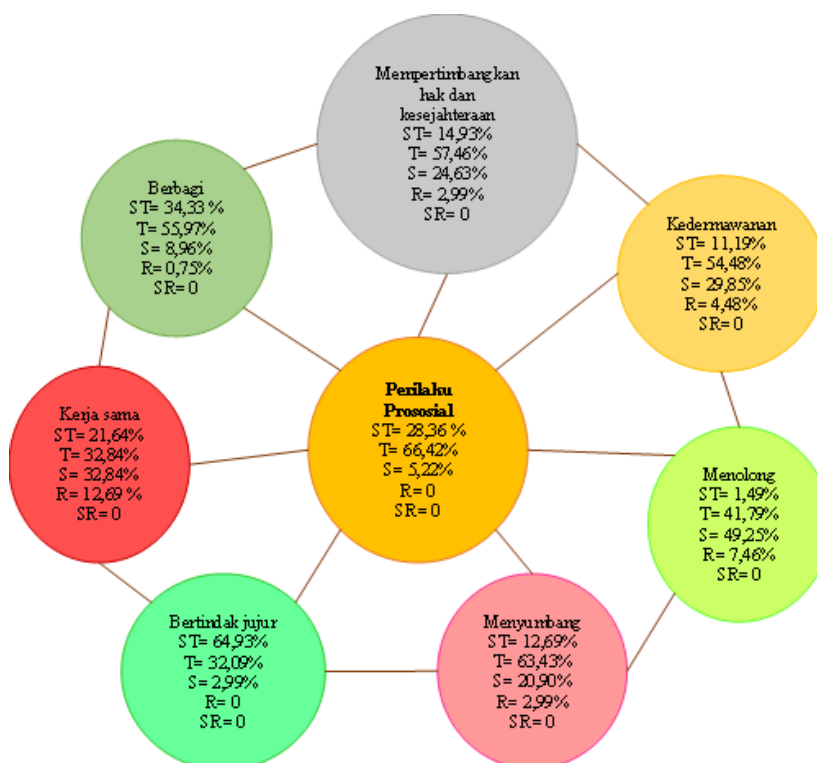 Mempertimbangkan
hak dan
kesejahteraan
ST= 14,93%
T= 57,46%
S= 24,63%
R= 2,99%
SR= 0
Berbagi
ST= 34,33 %
T= 55,97%
S= 8,96%
R= 0,75%
SR= 0
Kedermawanan
ST= 11,19%
T= 54,48%
S= 29,85%
R= 4,48%
SR= 0
Perilaku
Prososial
ST= 28,36 %
T= 66,42%
S= 5,22%
R= 0
SR= 0
Kerja sama
ST= 21,64%
T= 32,84%
S= 32,84%
R= 12,69 %
SR= 0
Menolong
ST= 1,49%
T= 41,79%
S= 49,25%
R= 7,46%
SR= 0
Bertindak jujur
ST= 64,93%
T= 32,09%
S= 2,99%
R= 0
SR= 0
Menyumbang
ST= 12,69%
T= 63,43%
S= 20,90%
R= 2,99%
SR= 0